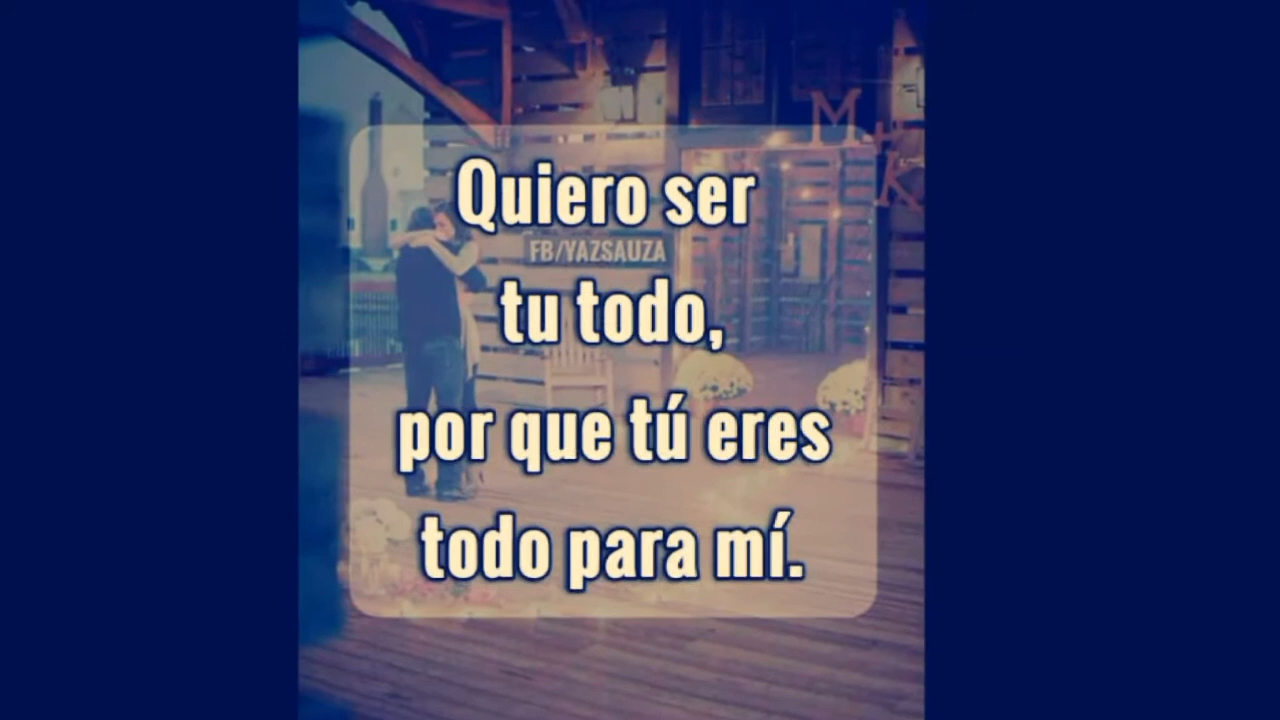 M
+
K
Quiero ser
FB/YAZSAUZA
tu todo,
por que tú eres
todo para mí.